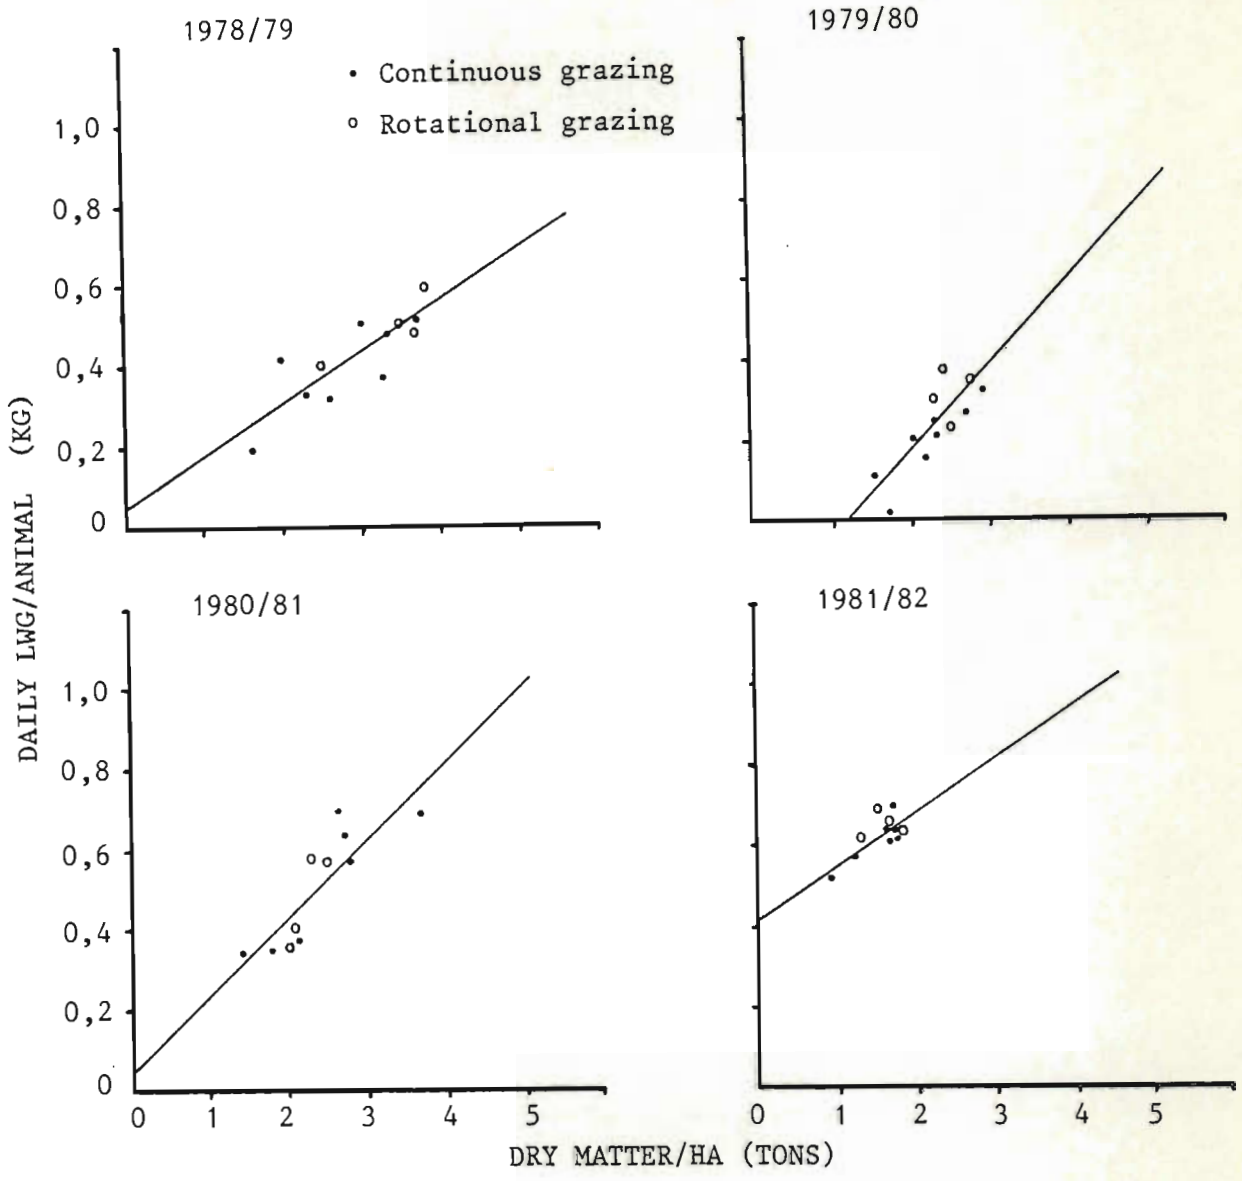 1978/79
1979/80
• Continuous grazing
o Rotational grazing
1,0
0,8
0,6
0,4
0,2
0
1980/81
1981/82
1,0
0,8
0,6
0,4
0,2
0
0 1 2 3 4 5
0 1 2 3 4 5
DAILY LWG/ANIMAL (KG)
DRY MATTER/HA (TONS)